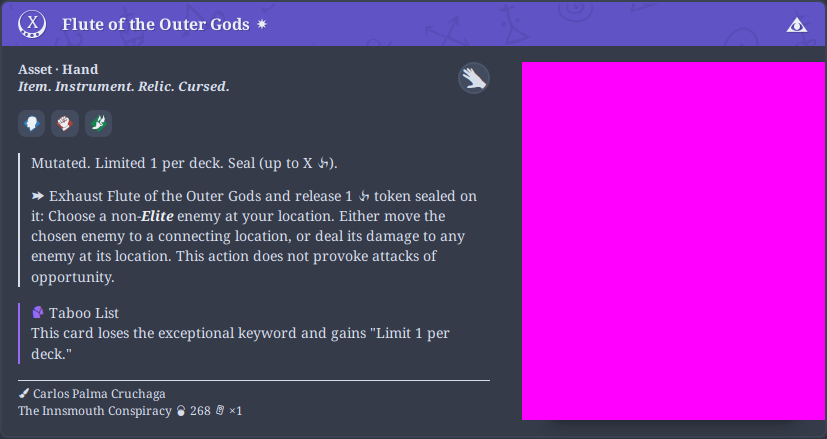 X Flute of the Outer Gods
Asset · Hand
Item. Instrument. Relic. Cursed.
Mutated. Limited 1 per deck. Seal (up to X ).
Exhaust Flute of the Outer Gods and release 1 token sealed on
it: Choose a non-Elite enemy at your location. Either move the
chosen enemy to a connecting location, or deal its damage to any
enemy at its location. This action does not provoke attacks of
opportunity.
Taboo List
This card loses the exceptional keyword and gains "Limit 1 per
deck."
Carlos Palma Cruchaga
The Innsmouth Conspiracy 268 ×1